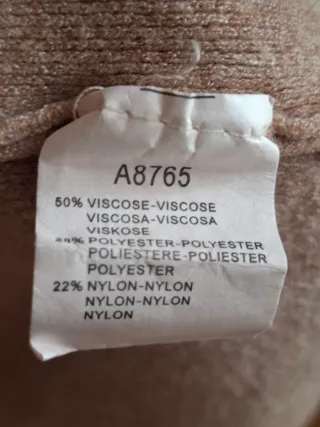 A8765
50% VISCOSE-VISCOSE
VISCOSA-VISCOSA
VISKOSE
POLYESTER-POLYESTER
POLIESTERE-POLIESTER
POLYESTER
22% NYLON-NYLON
NYLON-NYLON
NYLON